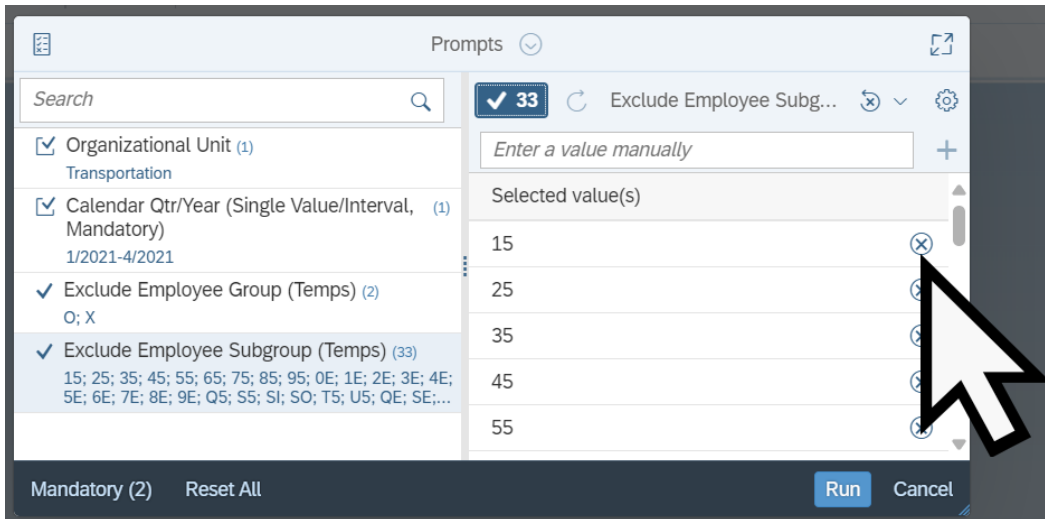 Prompts
Search
Organizational Unit (1)
Transportation
Calendar Qtr/Year (Single Value/Interval, (1)
Mandatory)
1/2021-4/2021
Exclude Employee Group (Temps) (2)
O; X
Exclude Employee Subgroup (Temps) (33)
15; 25; 35; 45; 55; 65; 75; 85; 95; 0E; 1E; 2E; 3E; 4E;
5E; 6E; 7E; 8E; 9E; Q5; S5; SI; SO; T5; U5; QE; SE;...
33 Exclude Employee Subg...
Enter a value manually
Selected value(s)
15
25
35
45
55
Mandatory (2) Reset All Run Cancel